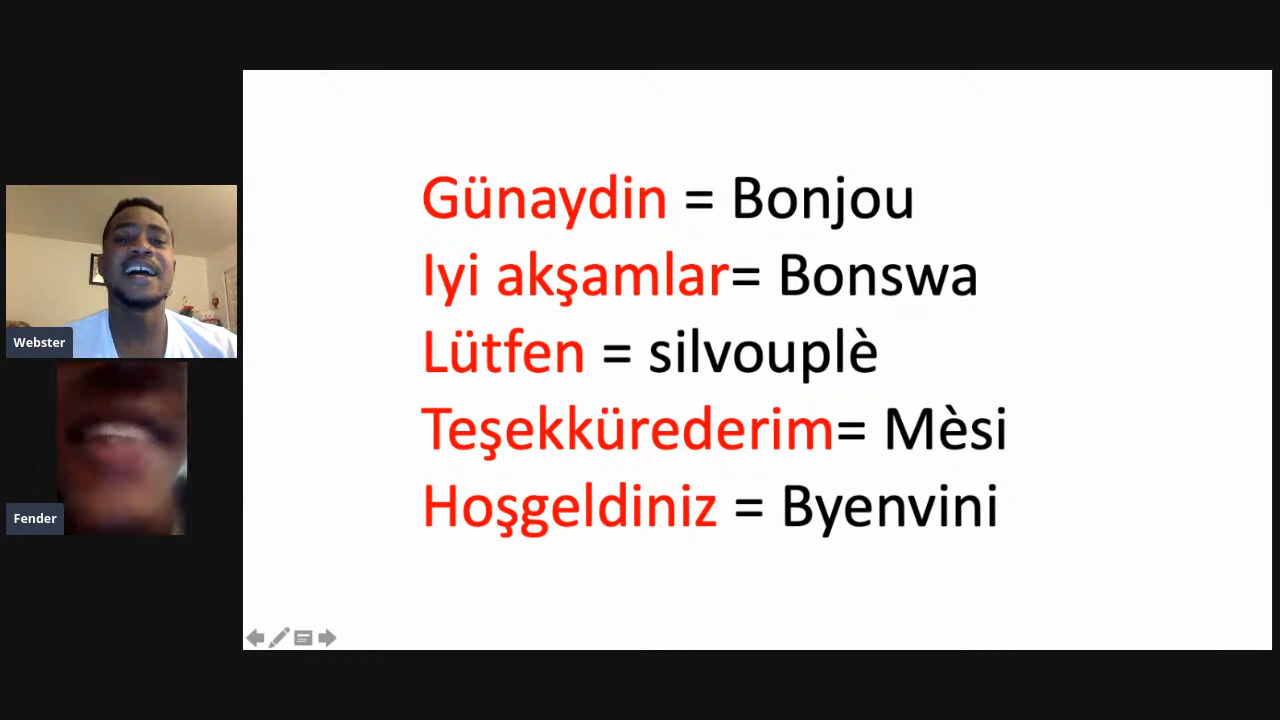 Günaydin = Bonjou
Iyi akşamlar= Bonswa
Lütfen = silvouplè
Teşekkürederim= Mèsi
Hoşgeldiniz = Byenvini
Webster
Fender